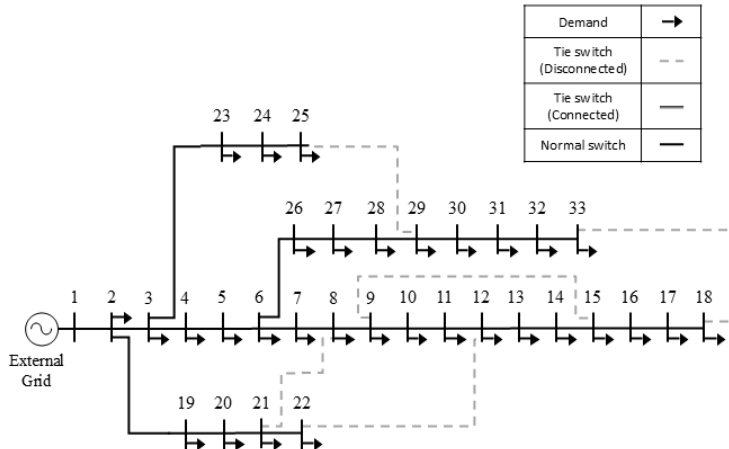 Demand
Tie switch
(Disconnected)
Tie switch
(Connected)
Normal switch
23 24 25
26 27 28 29 30 31 32 33
1 2 3 4 5 6 7 8 9 10 11 12 13 14 15 16 17 18
External
Grid
19 20 21 22